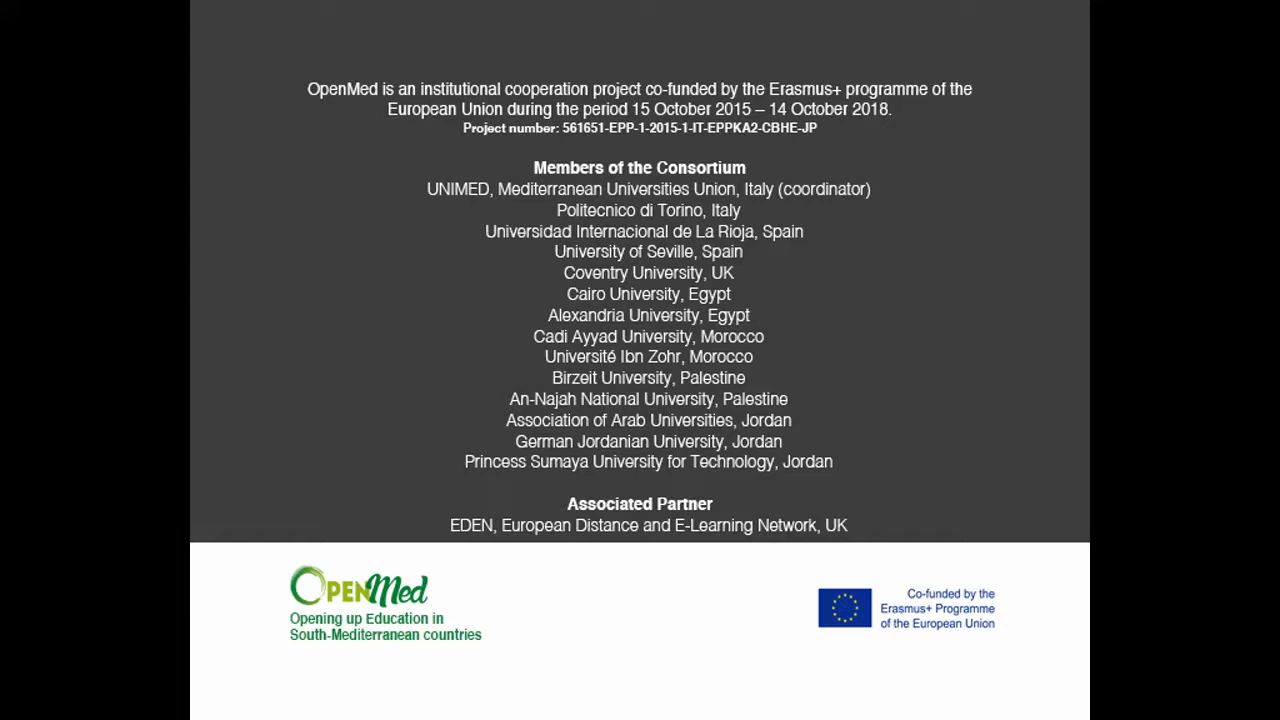 OpenMed is an institutional cooperation project co-funded by the Erasmus+ programme of the
European Union during the period 15 October 2015 – 14 October 2018.
Project number: 561651-EPP-1-2015-1-IT-EPPKA2-CBHE-JP
Members of the Consortium
UNIMED, Mediterranean Universities Union, Italy (coordinator)
Politecnico di Torino, Italy
Universidad Internacional de La Rioja, Spain
University of Seville, Spain
Coventry University, UK
Cairo University, Egypt
Alexandria University, Egypt
Cadi Ayyad University, Morocco
Université Ibn Zohr, Morocco
Birzeit University, Palestine
An-Najah National University, Palestine
Association of Arab Universities, Jordan
German Jordanian University, Jordan
Princess Sumaya University for Technology, Jordan
Associated Partner
EDEN, European Distance and E-Learning Network, UK
OPENMed
Opening up Education in
South-Mediterranean countries
Co-funded by the
Erasmus+ Programme
of the European Union